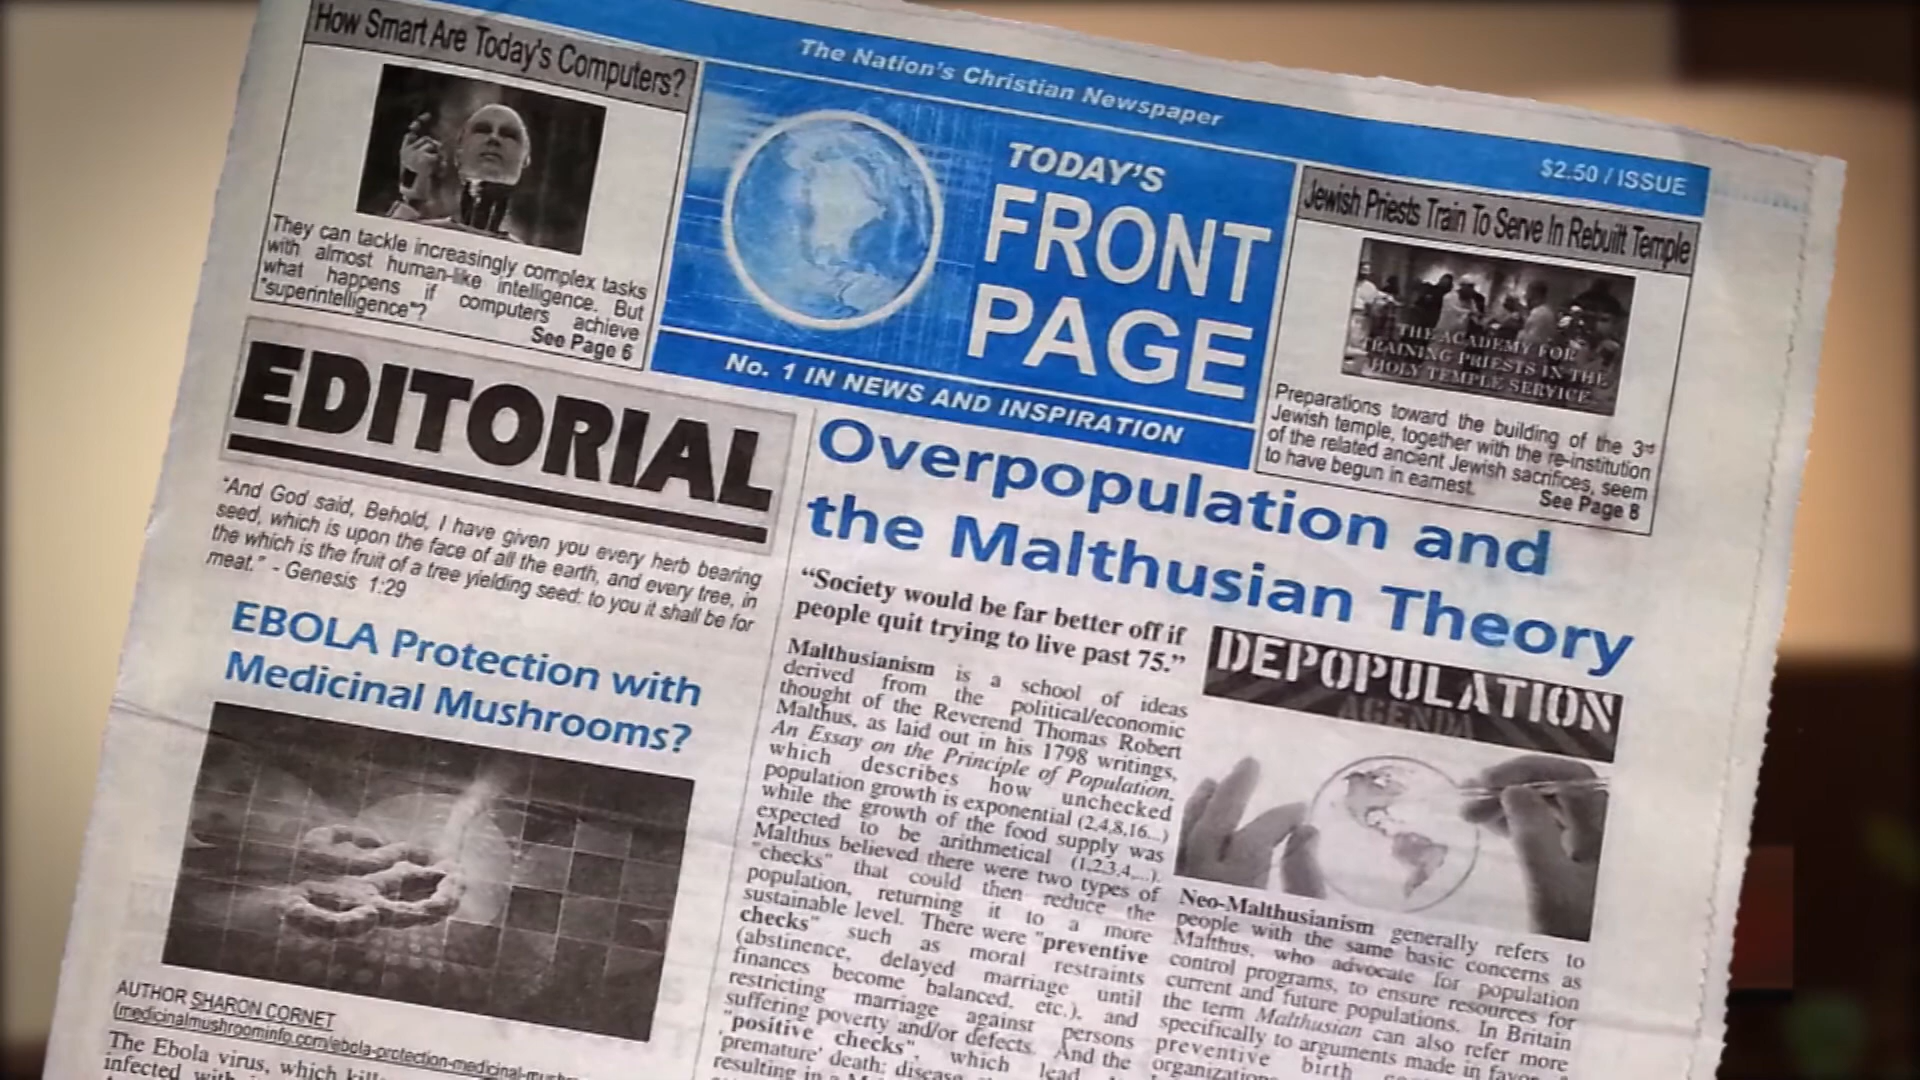 How Smart Are Today's Computers?
They can tackle increasingly complex tasks
with almost human-like intelligence. But
what happens if computers achieve
"superintelligence"?
See Page 6
The Nation's Christian Newspaper
$2.50 / ISSUE
TODAY'S
FRONT
PAGE
No. 1 IN NEWS AND INSPIRATION
Jewish Priests Train To Serve In Rebuilt Temple
THE ACADEMY FOR
TRAINING PRIESTS IN THE
HOLY TEMPLE SERVICE
Preparations toward the building of the 3rd
Jewish temple, together with the re-institution
of the related ancient Jewish sacrifices, seem
to have begun in earnest.
See Page 8
EDITORIAL
"And God said, Behold, I have given you every herb bearing
seed, which is upon the face of all the earth, and every tree, in
the which is the fruit of a tree yielding seed: to you it shall be for
meat." - Genesis 1:29
EBOLA Protection with
Medicinal Mushrooms?
AUTHOR SHARON CORNET
The Ebola virus, which
infected
Overpopulation and
the Malthusian Theory
“Society would be far better off if
people quit trying to live past 75.”
Malthusianism is a school of ideas
derived from the political/economic
thought of the Reverend Thomas Robert
Malthus, as laid out in his 1798 writings,
An Essay on the Principle of Population,
which describes how unchecked
population growth is exponential (2,4,8,16...)
while the growth of the food supply was
expected to be arithmetical (1,2,3,4,...).
Malthus believed there were two types of
"checks" that could then reduce the
population, returning it to a more
sustainable level. There were "preventive
checks" such as moral restraints
(abstinence, delayed marriage until
finances become balanced, etc.), and
restricting marriage against persons
suffering poverty and/or defects. And the
"positive checks", which lead
'premature' death: disease
resulting in a
DEPOPULATION
AGENDA
Neo-Malthusianism generally refers to
people with the same basic concerns as
Malthus, who advocate for population
control programs, to ensure resources for
current and future populations. In Britain
the term Malthusian can also refer more
specifically to arguments made in favor
preventive birth